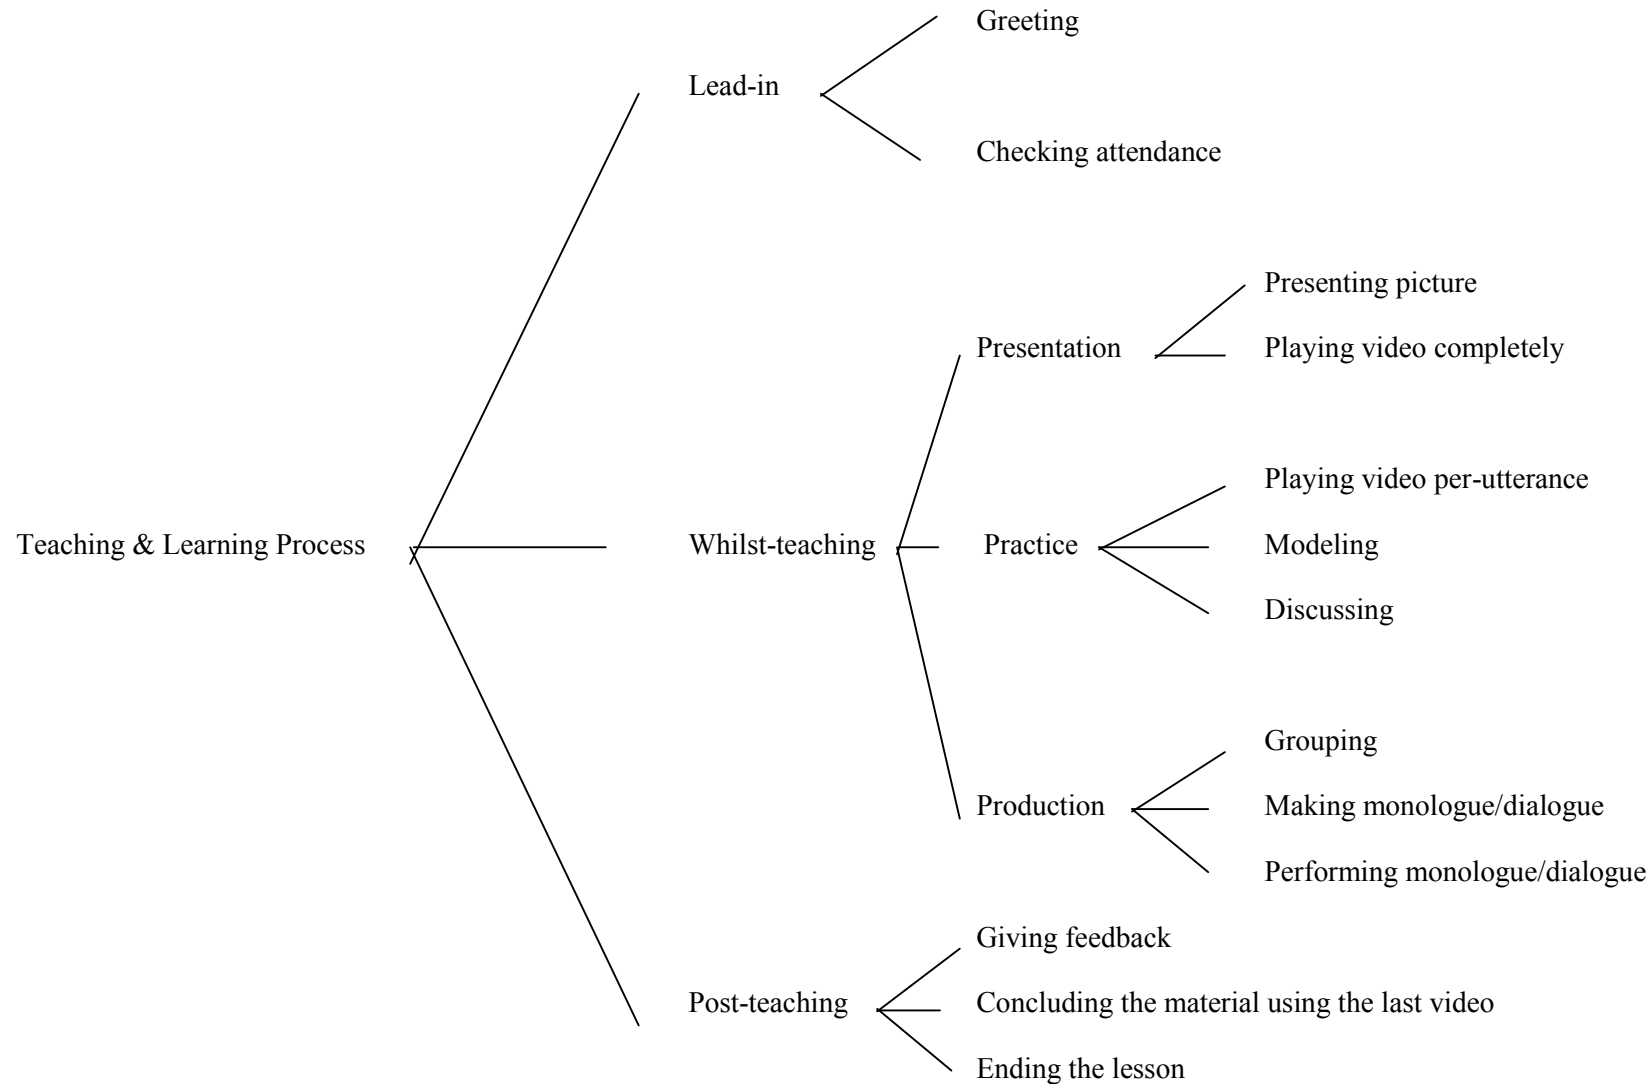 Greeting
Lead-in
Checking attendance
Presenting picture
Presentation
Playing video completely
Playing video per-utterance
Teaching & Learning Process
Whilst-teaching
Practice
Modeling
Discussing
Grouping
Production
Making monologue/dialogue
Performing monologue/dialogue
Giving feedback
Post-teaching
Concluding the material using the last video
Ending the lesson